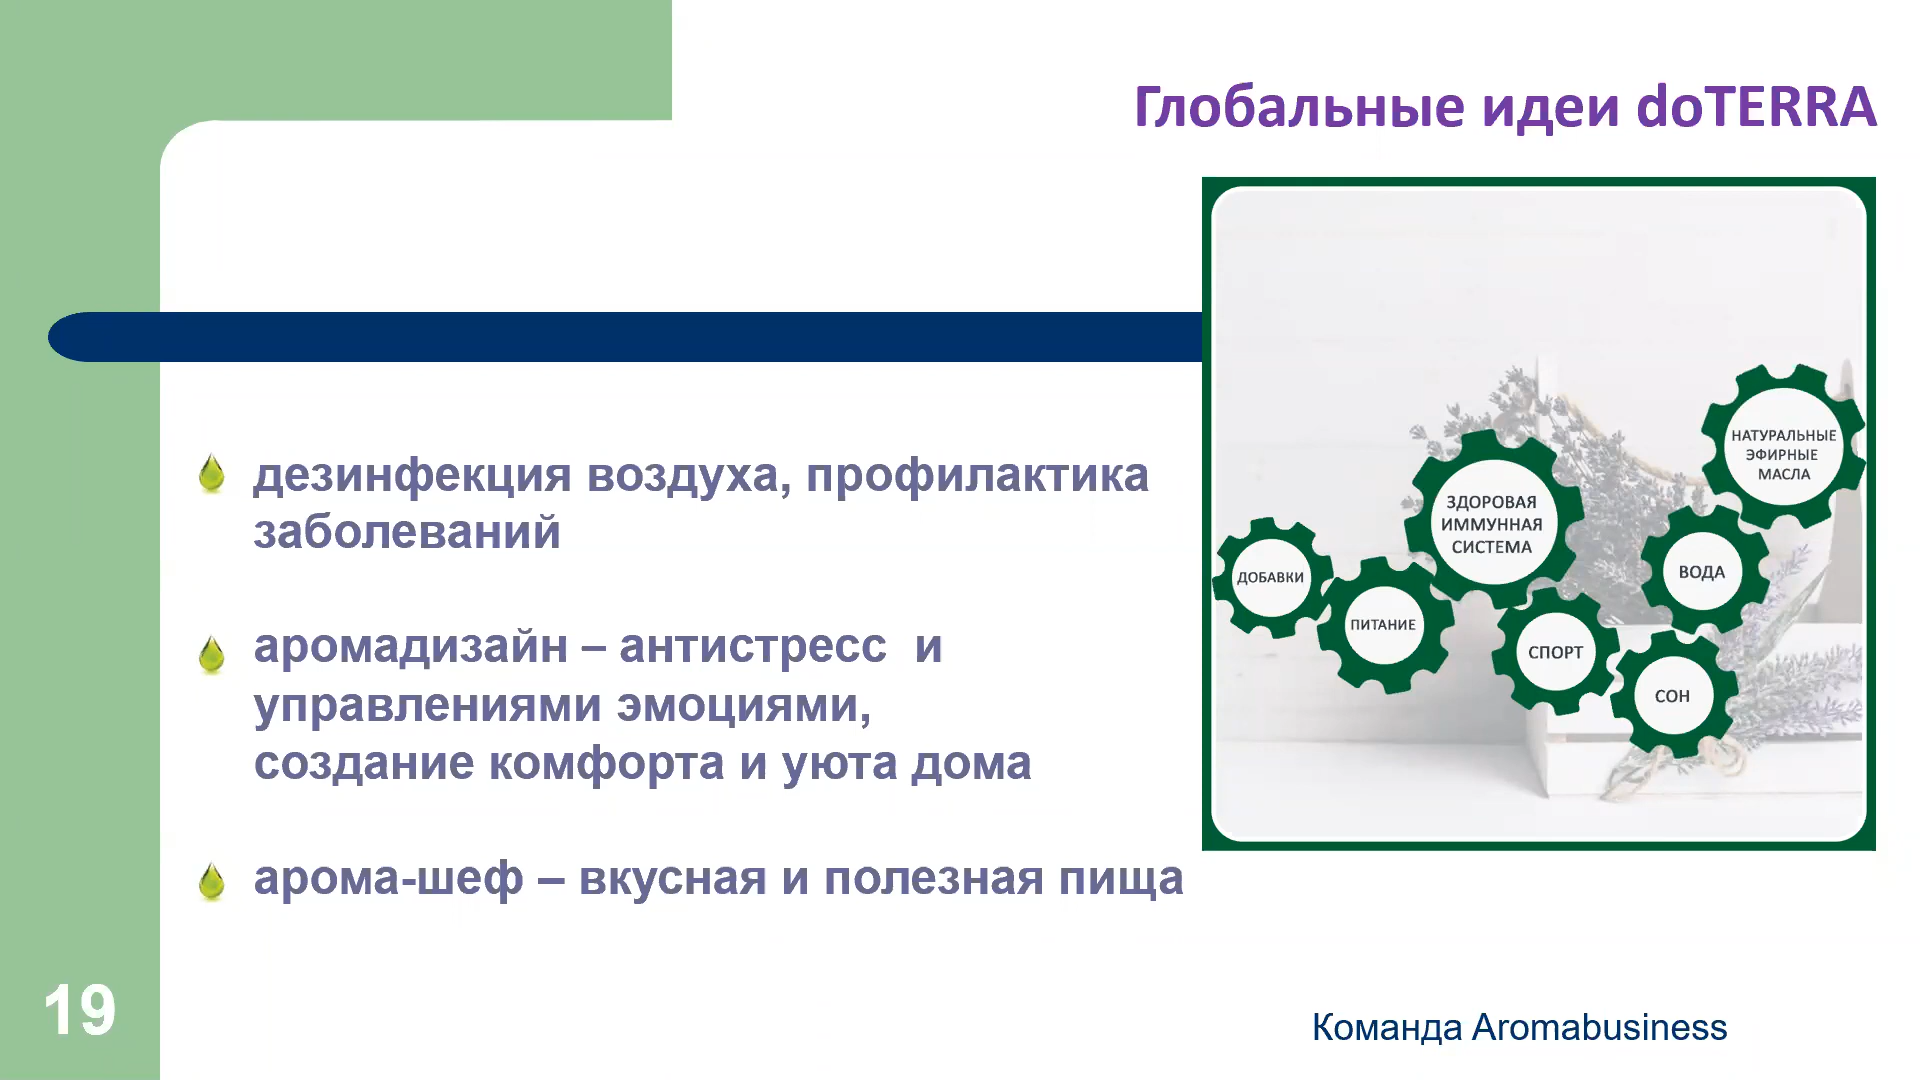 Глобальные идеи doTERRA
дезинфекция воздуха, профилактика
заболеваний
аромадизайн – антистресс и
управлениями эмоциями,
создание комфорта и уюта дома
арома-шеф – вкусная и полезная пища
НАТУРАЛЬНЫЕ
ЭФИРНЫЕ
МАСЛА
ЗДОРОВАЯ
ИММУННАЯ
СИСТЕМА
ДОБАВКИ
ПИТАНИЕ
СПОРТ
ВОДА
СОН
19
Команда Aromabusiness